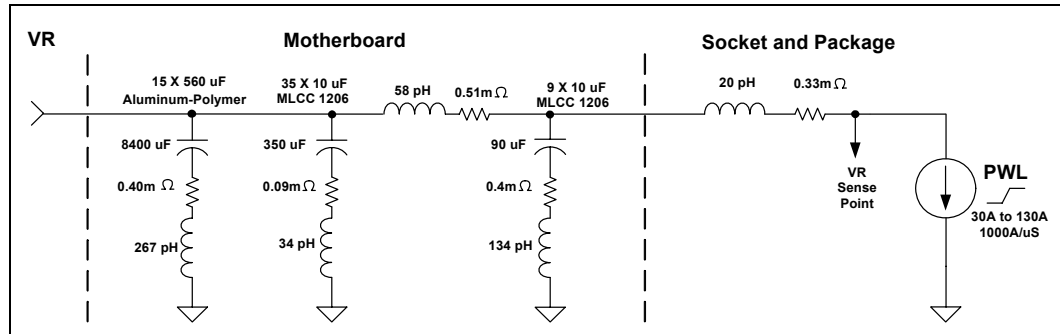 VR
Motherboard
Socket and Package
15 X 560 uF
Aluminum-Polymer
35 X 10 uF
MLCC 1206
58 pH
0.51m Ω
9 X 10 uF
MLCC 1206
20 pH
0.33m Ω
8400 uF
0.40m Ω
267 pH
350 uF
0.09m Ω
34 pH
90 uF
0.4m Ω
134 pH
VR
Sense
Point
PWL
30A to 130A
1000A/uS